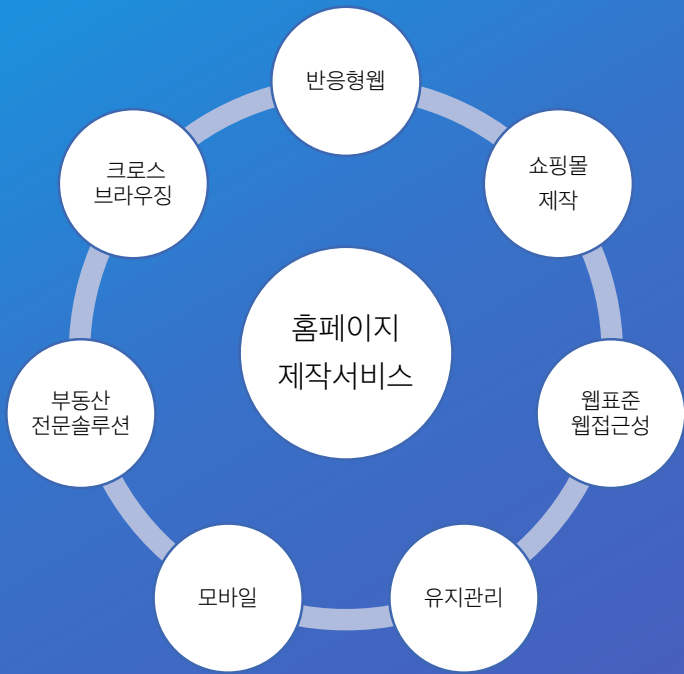 반응형웹
쇼핑몰
제작
웹표준
웹접근성
유지관리
모바일
부동산
전문솔루션
크로스
브라우징
홈페이지
제작서비스